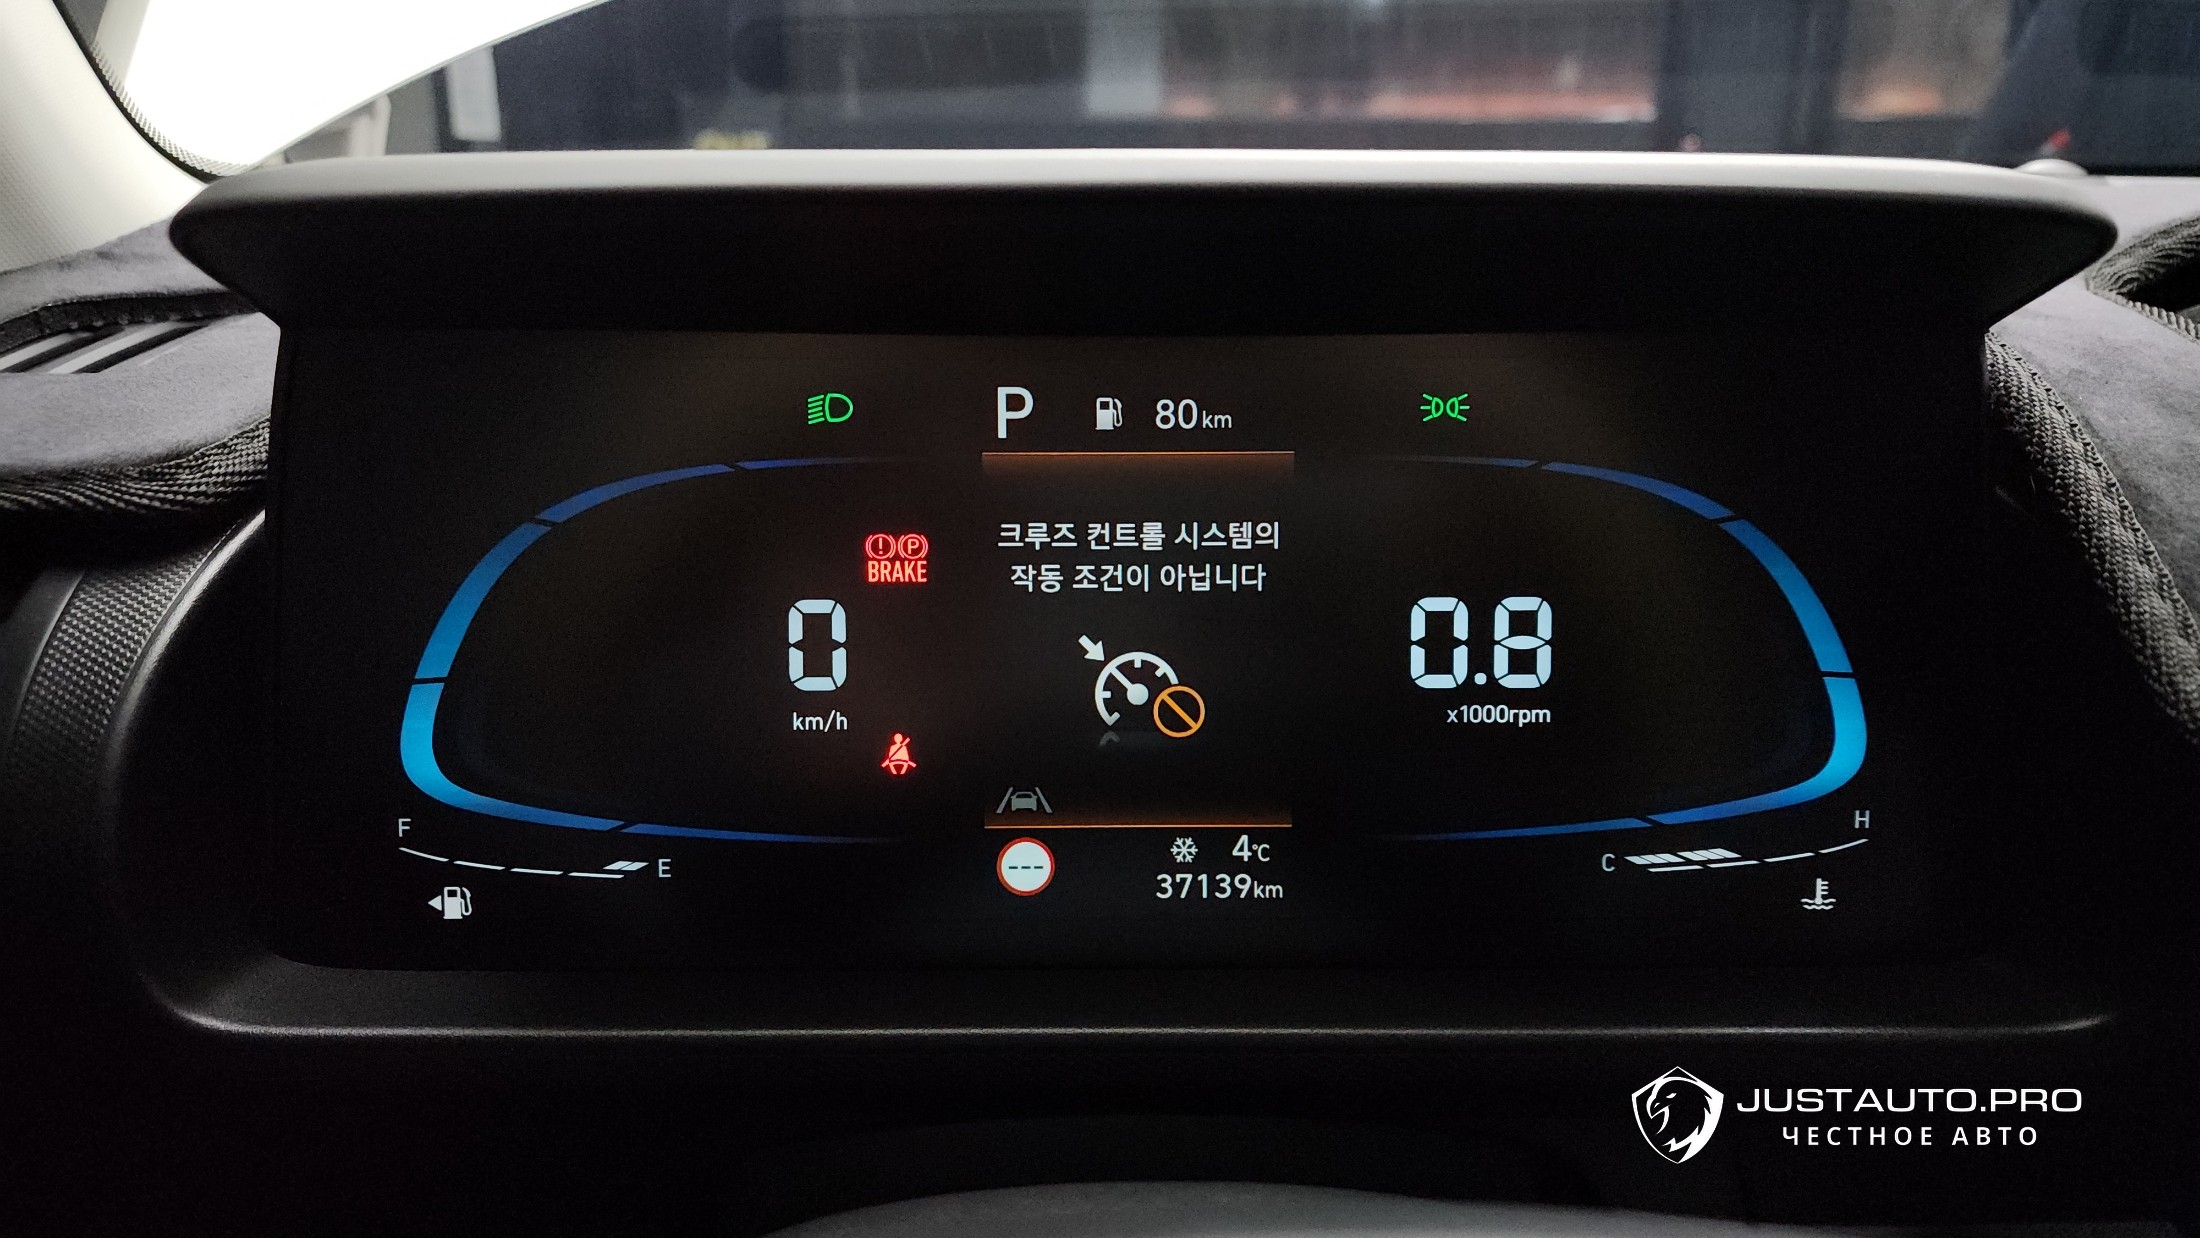 P 80km
크루즈 컨트롤 시스템의
작동 조건이 아닙니다
BRAKE
0
km/h
0.8
x1000rpm
F
E
---
4℃
37139km
C
H
JUSTAUTO.PRO
ЧЕСТНОЕ АВТО